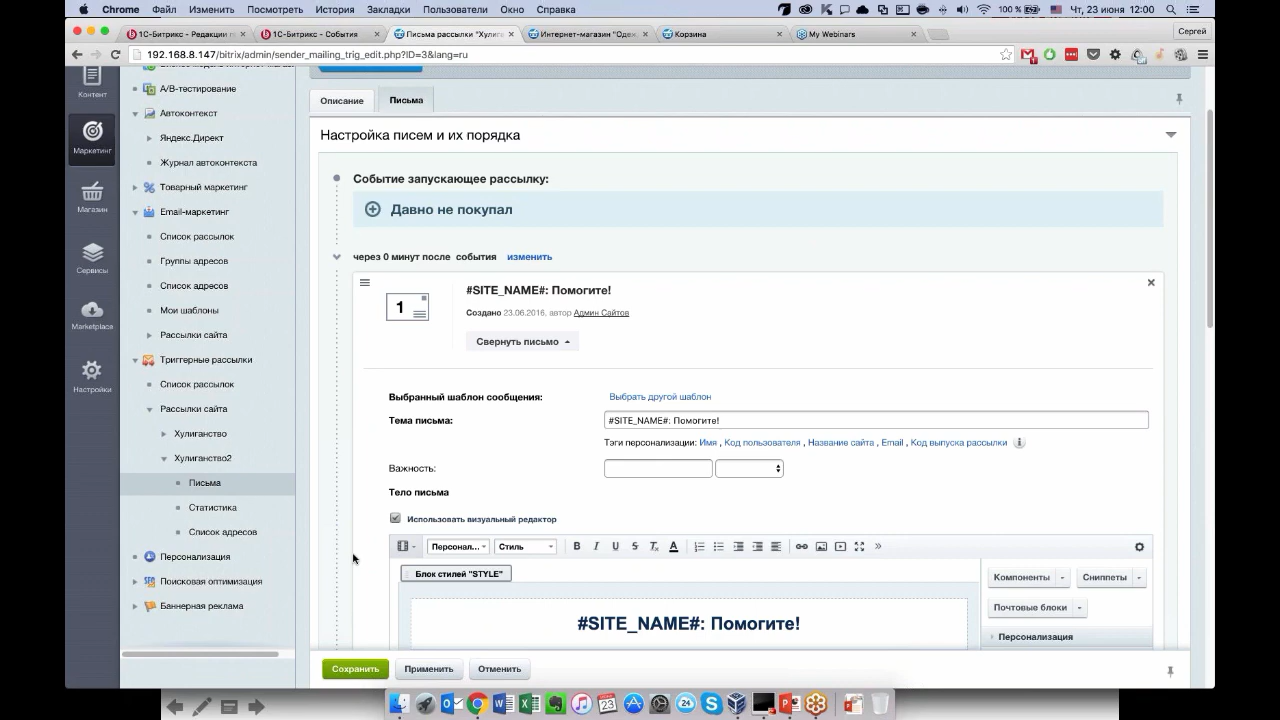 Chrome Файл Изменить Посмотреть История Закладки Пользователи Окно Справка 100 % Чт, 23 июня 12:00
1С-Битрикс - Редакции 1С-Битрикс - События Письма рассылки "Хулиг Интернет-магазин "Одеж Корзина My Webinars Сергей
192.168.8.147/bitrix/admin/sender_mailing_trig_edit.php?ID=3&lang=ru
Контент
Маркетинг
Магазин
Сервисы
Marketplace
Настройки
A/B-тестирование
Автоконтекст
Яндекс.Директ
Журнал автоконтекста
Товарный маркетинг
Email-маркетинг
Список рассылок
Группы адресов
Список адресов
Мои шаблоны
Рассылки сайта
Триггерные рассылки
Список рассылок
Рассылки сайта
Хулиганство
Хулиганство2
Письма
Статистика
Список адресов
Персонализация
Поисковая оптимизация
Баннерная реклама
Описание Письма
Настройка писем и их порядка
Событие запускающее рассылку:
Давно не покупал
через 0 минут после события изменить
1
#SITE_NAME#: Помогите!
Создано 23.06.2016, автор Админ Сайтов
Свернуть письмо
Выбранный шаблон сообщения: Выбрать другой шаблон
Тема письма: #SITE_NAME#: Помогите!
Тэги персонализации: Имя , Код пользователя , Название сайта , Email , Код выпуска рассылки
Важность:
Тело письма
Использовать визуальный редактор
Персонал... Стиль B I U S Tx A
Блок стилей "STYLE" Компоненты Сниппеты
Почтовые блоки
#SITE_NAME#: Помогите! Персонализация
Сохранить Применить Отменить
23 24